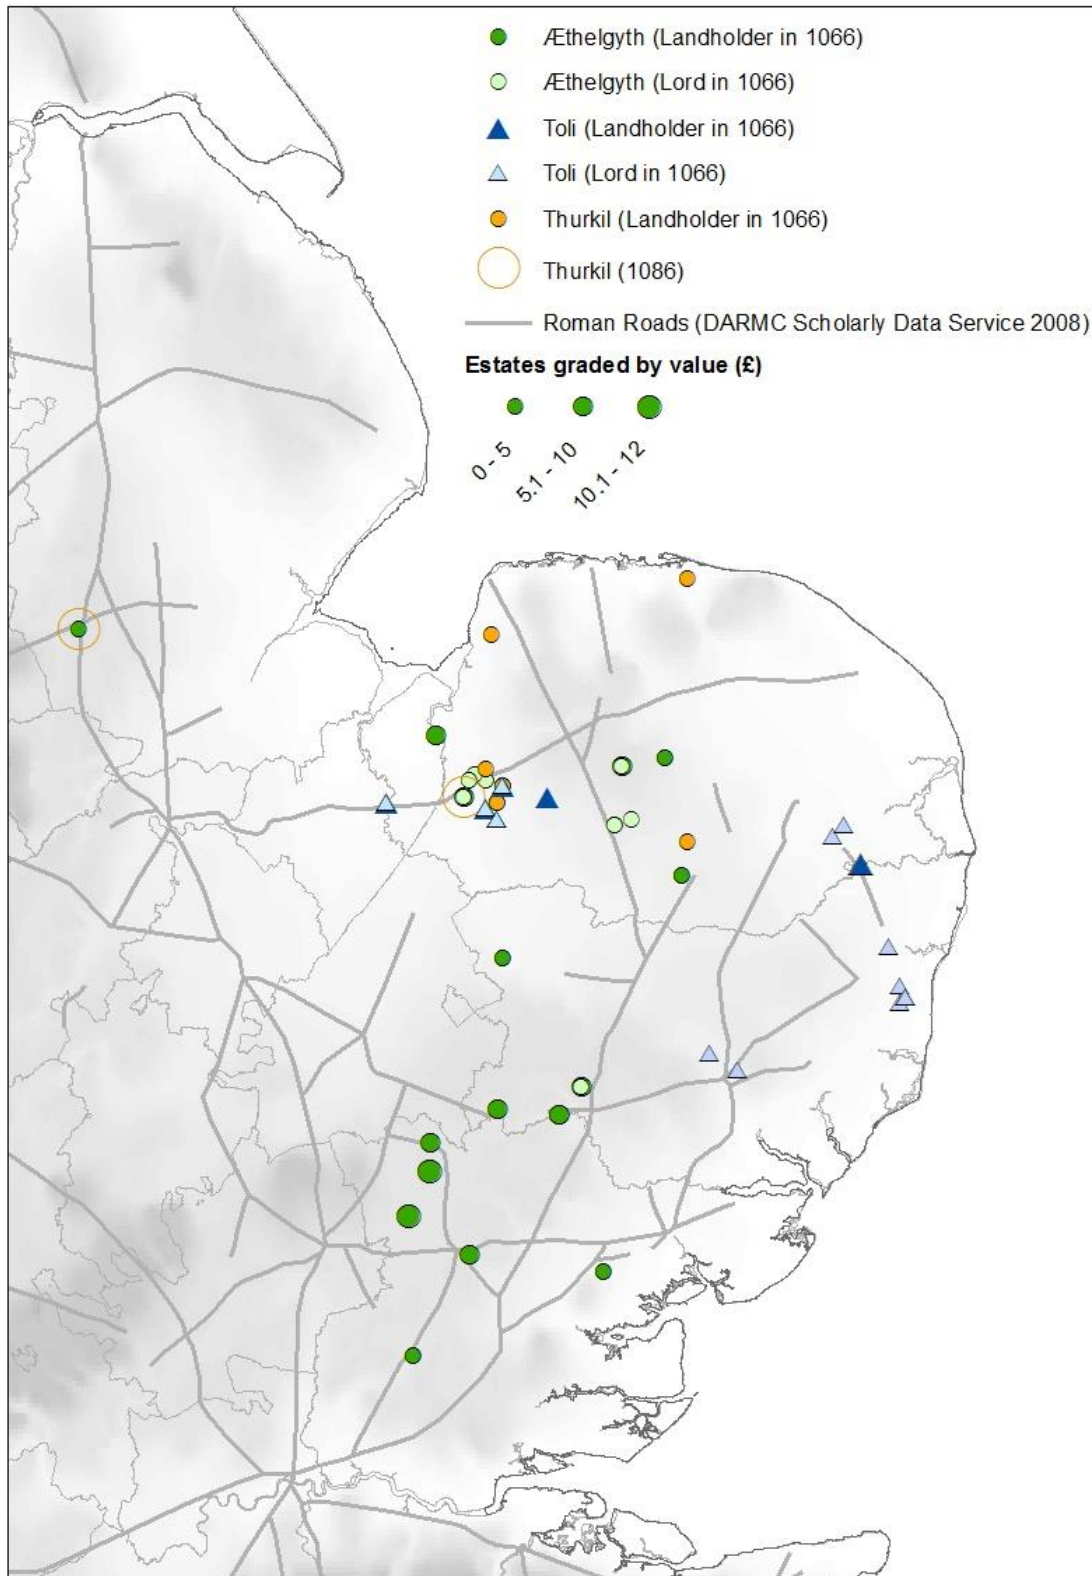 Æthelgyth (Landholder in 1066)
Æthelgyth (Lord in 1066)
Toli (Landholder in 1066)
Toli (Lord in 1066)
Thurkil (Landholder in 1066)
Thurkil (1086)
Roman Roads (DARMC Scholarly Data Service 2008)
Estates graded by value (£)
0 - 5
5.1 - 10
10.1 - 12